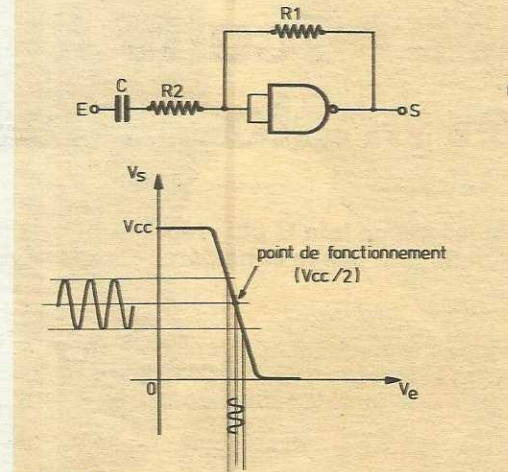 R1
C
R2
E
S
Vs
Vcc
point de fonctionnement
(Vcc/2)
0
Ve